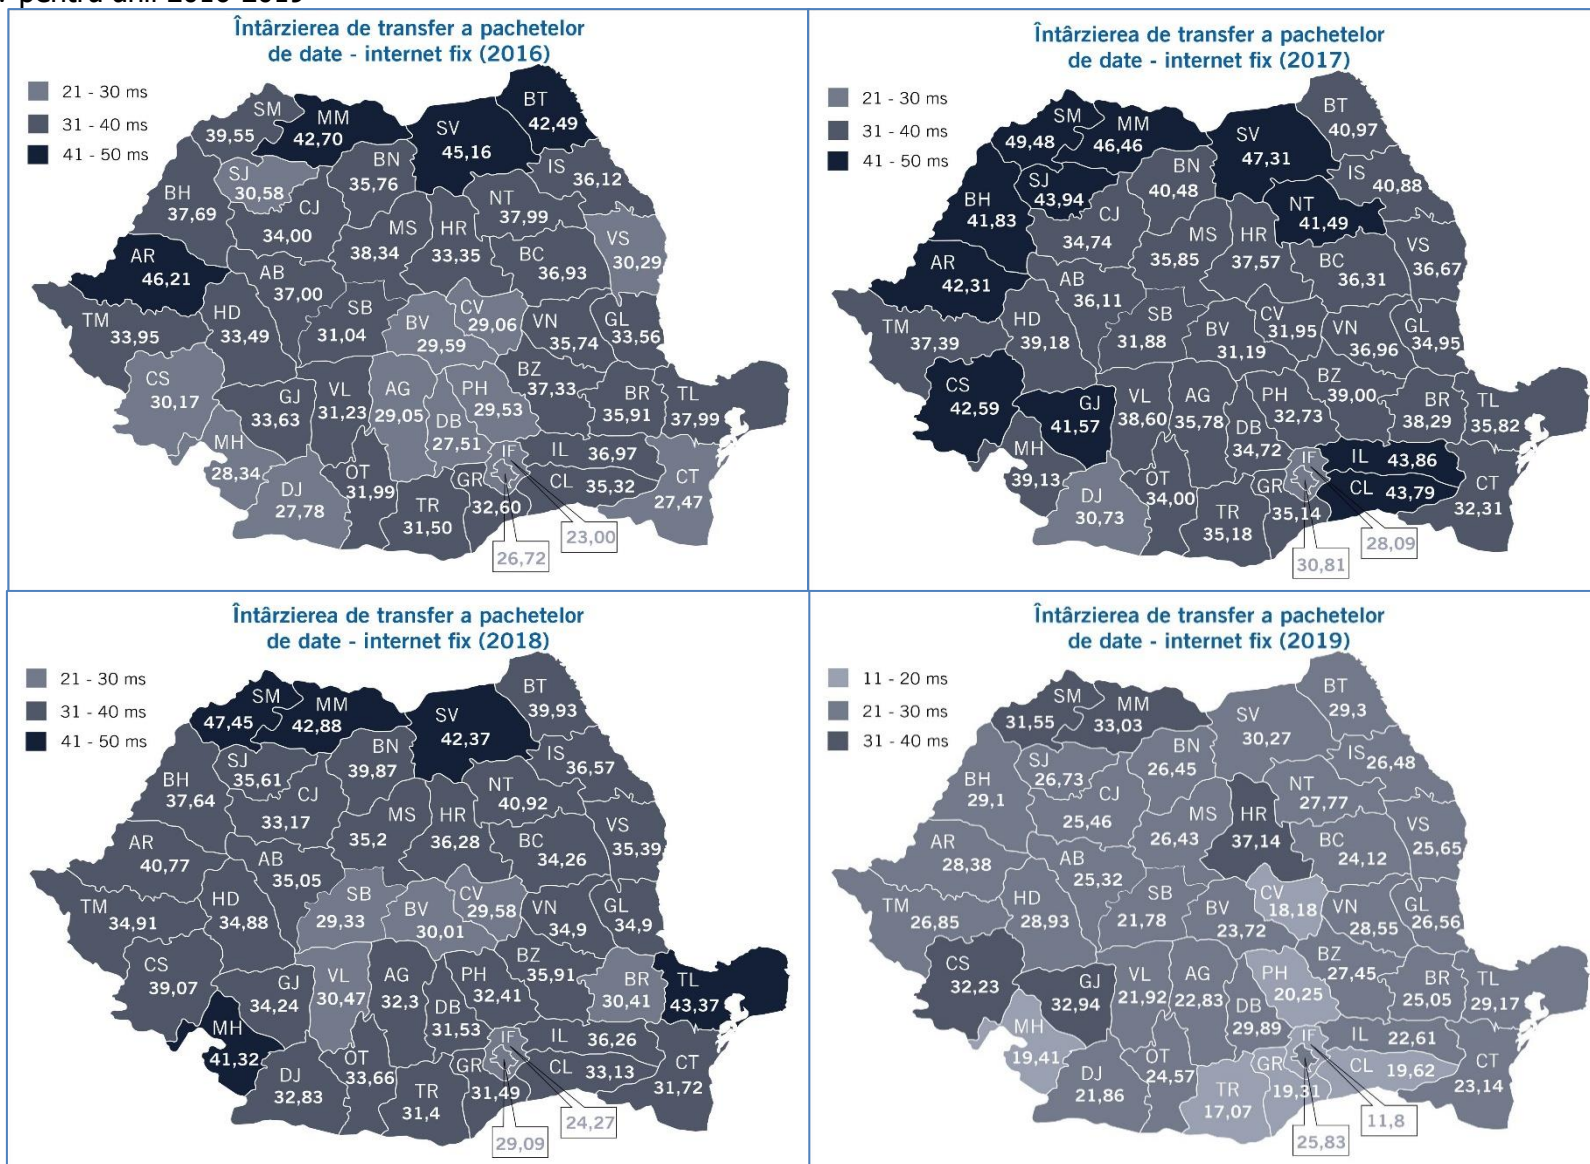 pentru anii 2016-2019
Întârzierea de transfer a pachetelor
de date - internet fix (2016)
21 - 30 ms
31 - 40 ms
41 - 50 ms
SM
39,55
MM
42,70
SV
45,16
BT
42,49
BN
35,76
IS
36,12
SJ
30,58
BH
37,69
CJ
34,00
NT
37,99
MS
38,34
HR
33,35
VS
30,29
AR
46,21
AB
37,00
BC
36,93
TM
33,95
HD
33,49
SB
31,04
BV
29,59
CV
29,06
VN
35,74
GL
33,56
CS
30,17
GJ
33,63
VL
31,23
AG
29,05
PH
29,53
BZ
37,33
BR
35,91
TL
37,99
DB
27,51
MH
28,34
DJ
27,78
OT
31,99
TR
31,50
GR
32,60
IF
IL
36,97
CL
35,32
CT
27,47
23,00
26,72
Întârzierea de transfer a pachetelor
de date - internet fix (2017)
21 - 30 ms
31 - 40 ms
41 - 50 ms
SM
49,48
MM
46,46
SV
47,31
BT
40,97
BN
40,48
IS
40,88
SJ
43,94
BH
41,83
CJ
34,74
NT
41,49
MS
35,85
HR
37,57
VS
36,67
AR
42,31
AB
36,11
BC
36,31
TM
37,39
HD
39,18
SB
31,88
BV
31,19
CV
31,95
VN
36,96
GL
34,95
CS
42,59
GJ
41,57
VL
38,60
AG
35,78
PH
32,73
BZ
39,00
BR
38,29
TL
35,82
DB
34,72
MH
39,13
DJ
30,73
OT
34,00
TR
35,18
GR
35,14
IF
IL
43,86
CL
43,79
CT
32,31
28,09
30,81
Întârzierea de transfer a pachetelor
de date - internet fix (2018)
21 - 30 ms
31 - 40 ms
41 - 50 ms
SM
47,45
MM
42,88
SV
42,37
BT
39,93
BN
39,87
IS
36,57
SJ
35,61
BH
37,64
CJ
33,17
NT
40,92
MS
35,2
HR
36,28
VS
35,39
AR
40,77
AB
35,05
BC
34,26
TM
34,91
HD
34,88
SB
29,33
BV
30,01
CV
29,58
VN
34,9
GL
34,9
CS
39,07
GJ
34,24
VL
30,47
AG
32,3
PH
32,41
BZ
35,91
BR
30,41
TL
43,37
DB
31,53
MH
41,32
DJ
32,83
OT
33,66
TR
31,4
GR
31,49
IF
IL
36,26
CL
33,13
CT
31,72
24,27
29,09
Întârzierea de transfer a pachetelor
de date - internet fix (2019)
11 - 20 ms
21 - 30 ms
31 - 40 ms
SM
31,55
MM
33,03
SV
30,27
BT
29,3
BN
26,45
IS
26,48
SJ
26,73
BH
29,1
CJ
25,46
NT
27,77
MS
26,43
HR
37,14
VS
25,65
AR
28,38
AB
25,32
BC
24,12
TM
26,85
HD
28,93
SB
21,78
BV
23,72
CV
18,18
VN
28,55
GL
26,56
CS
32,23
GJ
32,94
VL
21,92
AG
22,83
PH
20,25
BZ
27,45
BR
25,05
TL
29,17
DB
29,89
MH
19,41
DJ
21,86
OT
24,57
TR
17,07
GR
19,31
IF
IL
22,61
CL
19,62
CT
23,14
11,8
25,83